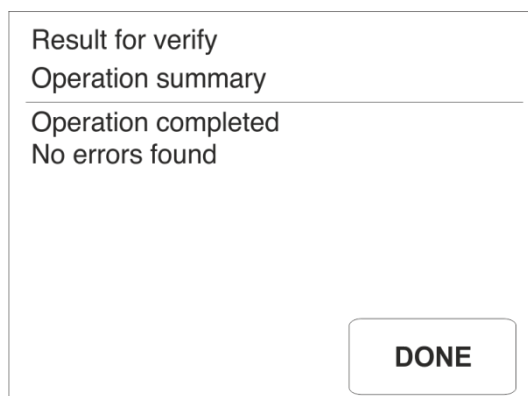 Result for verify
Operation summary
Operation completed
No errors found
DONE